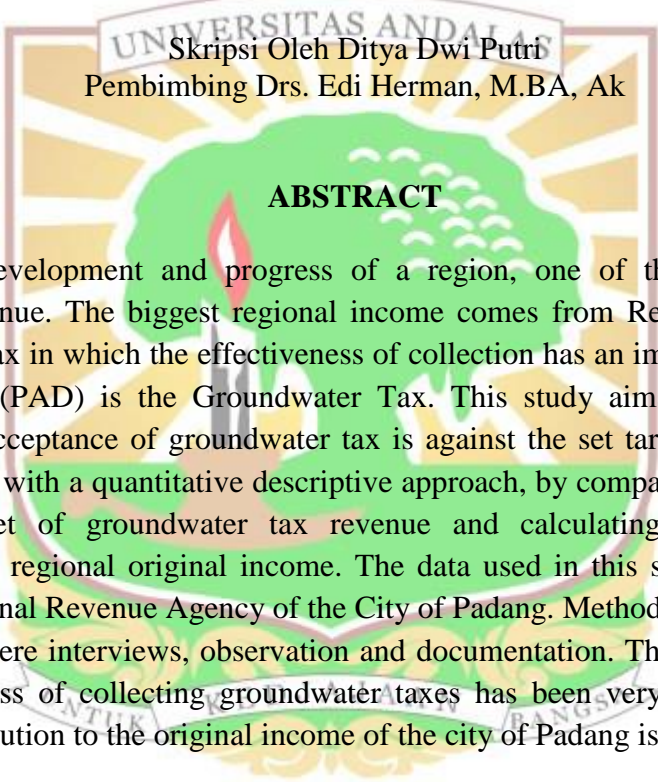 UNIVERSITAS ANDALAS
Skripsi Oleh Ditya Dwi Putri
Pembimbing Drs. Edi Herman, M.BA, Ak
ABSTRACT
evelopment and progress of a region, one of th
nue. The biggest regional income comes from Re
ax in which the effectiveness of collection has an im
(PAD) is the Groundwater Tax. This study aim
cceptance of groundwater tax is against the set tar
with a quantitative descriptive approach, by compa
et of groundwater tax revenue and calculating
regional original income. The data used in this s
nal Revenue Agency of the City of Padang. Method
ere interviews, observation and documentation. Th
ss of collecting groundwater taxes has been very
ution to the original income of the city of Padang is
UNTUK KEDJAJAAN BANGSA